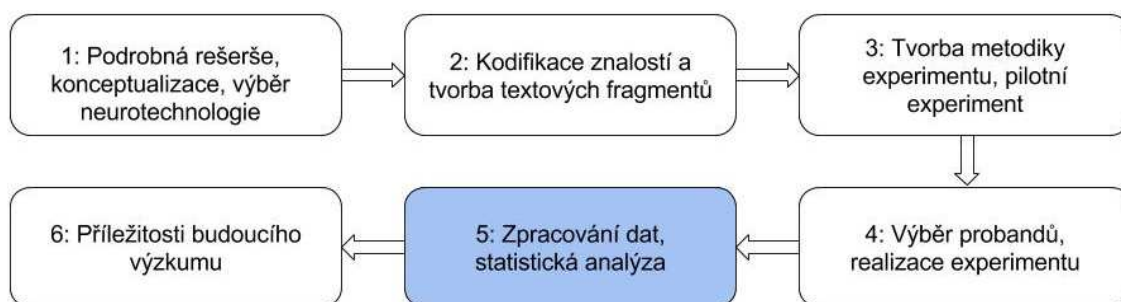 1: Podrobná rešerše,
konceptualizace, výběr
neurotechnologie
2: Kodifikace znalostí a
tvorba textových fragmentů
3: Tvorba metodiky
experimentu, pilotní
experiment
4: Výběr probandů,
realizace experimentu
5: Zpracování dat,
statistická analýza
6: Příležitosti budoucího
výzkumu